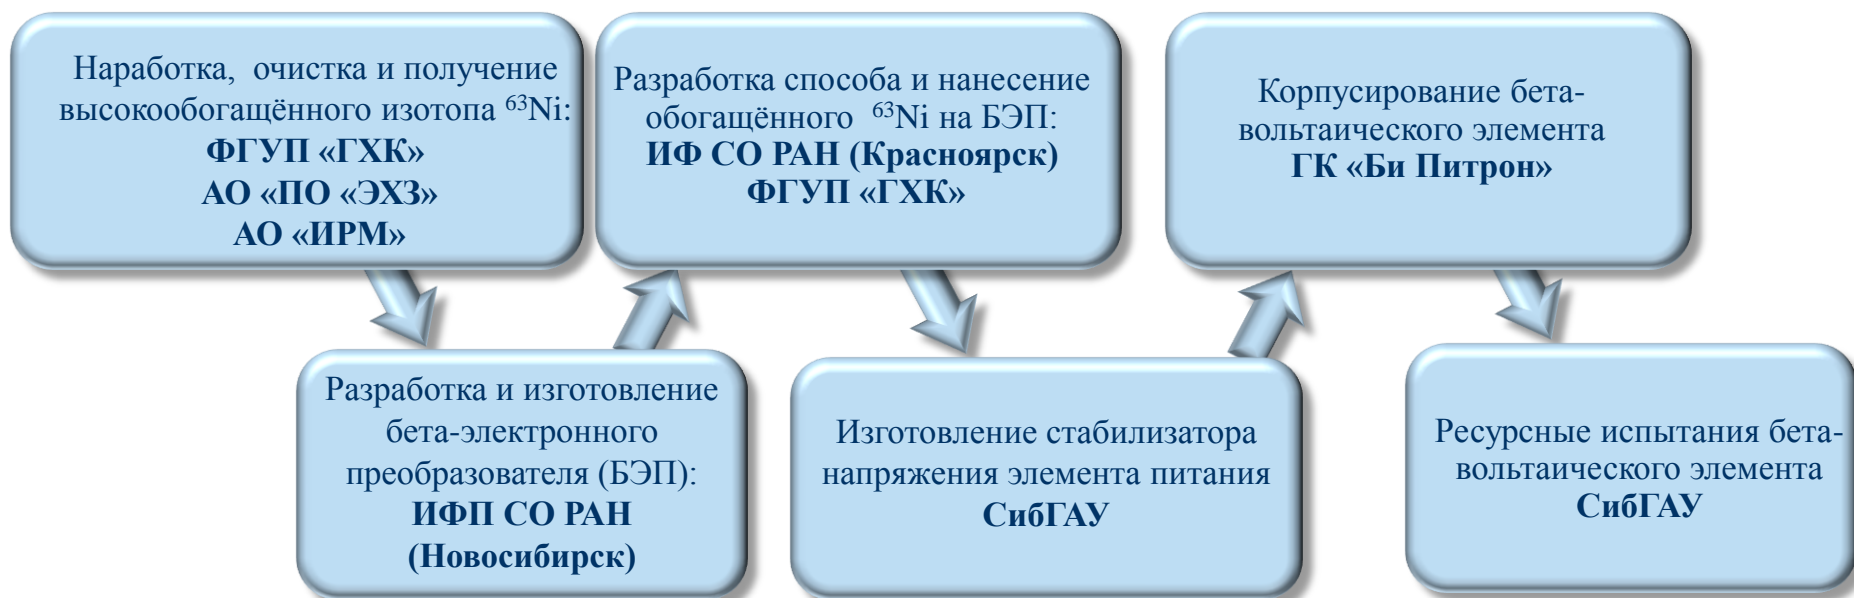 Наработка, очистка и получение
высокообогащённого изотопа ⁶³Ni:
ФГУП «ГХК»
АО «ПО «ЭХЗ»
АО «ИРМ»
Разработка и изготовление
бета-электронного
преобразователя (БЭП):
ИФП СО РАН
(Новосибирск)
Разработка способа и нанесение
обогащённого ⁶³Ni на БЭП:
ИФ СО РАН (Красноярск)
ФГУП «ГХК»
Изготовление стабилизатора
напряжения элемента питания
СибГАУ
Корпусирование бета-
вольтаического элемента
ГК «Би Питрон»
Ресурсные испытания бета-
вольтаического элемента
СибГАУ